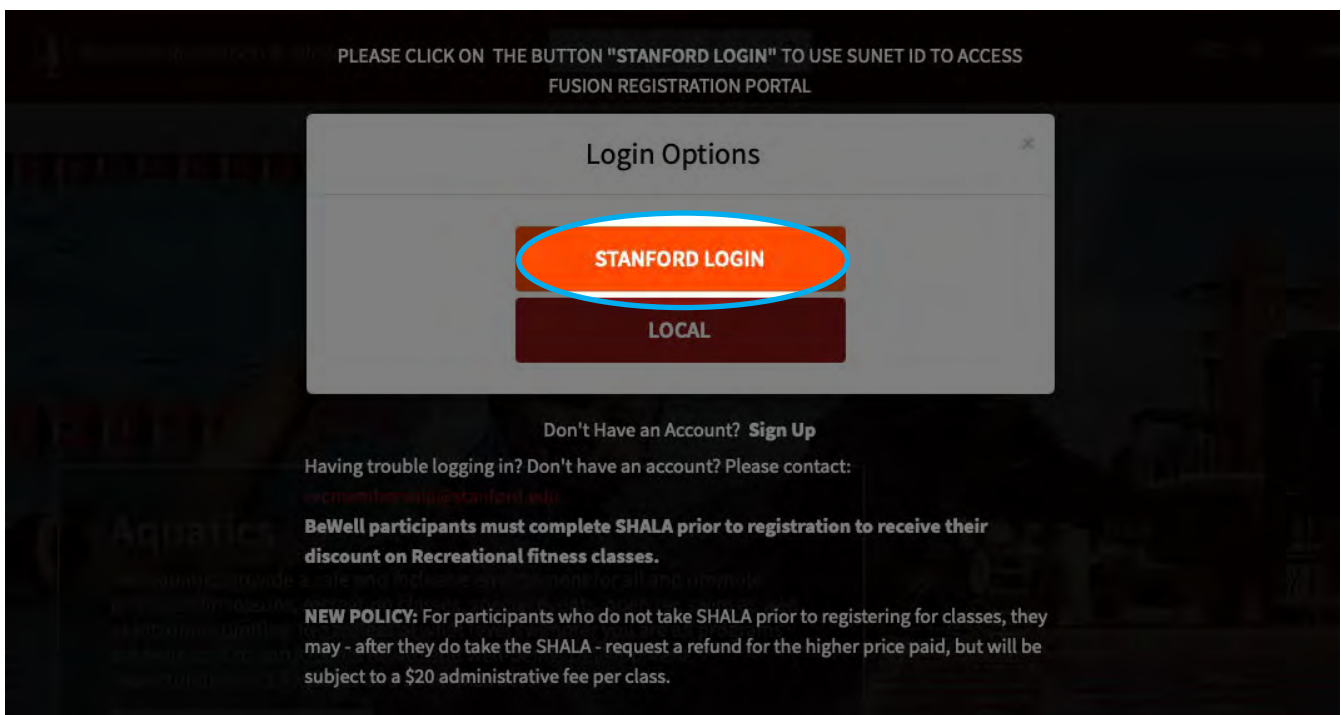 PLEASE CLICK ON THE BUTTON "STANFORD LOGIN" TO USE SUNET ID TO ACCESS
FUSION REGISTRATION PORTAL
Login Options
×
STANFORD LOGIN
LOCAL
Don't Have an Account? Sign Up
Having trouble logging in? Don't have an account? Please contact:
BeWell participants must complete SHALA prior to registration to receive their
discount on Recreational fitness classes.
Aquatics
NEW POLICY: For participants who do not take SHALA prior to registering for classes, they
may - after they do take the SHALA - request a refund for the higher price paid, but will be
subject to a $20 administrative fee per class.